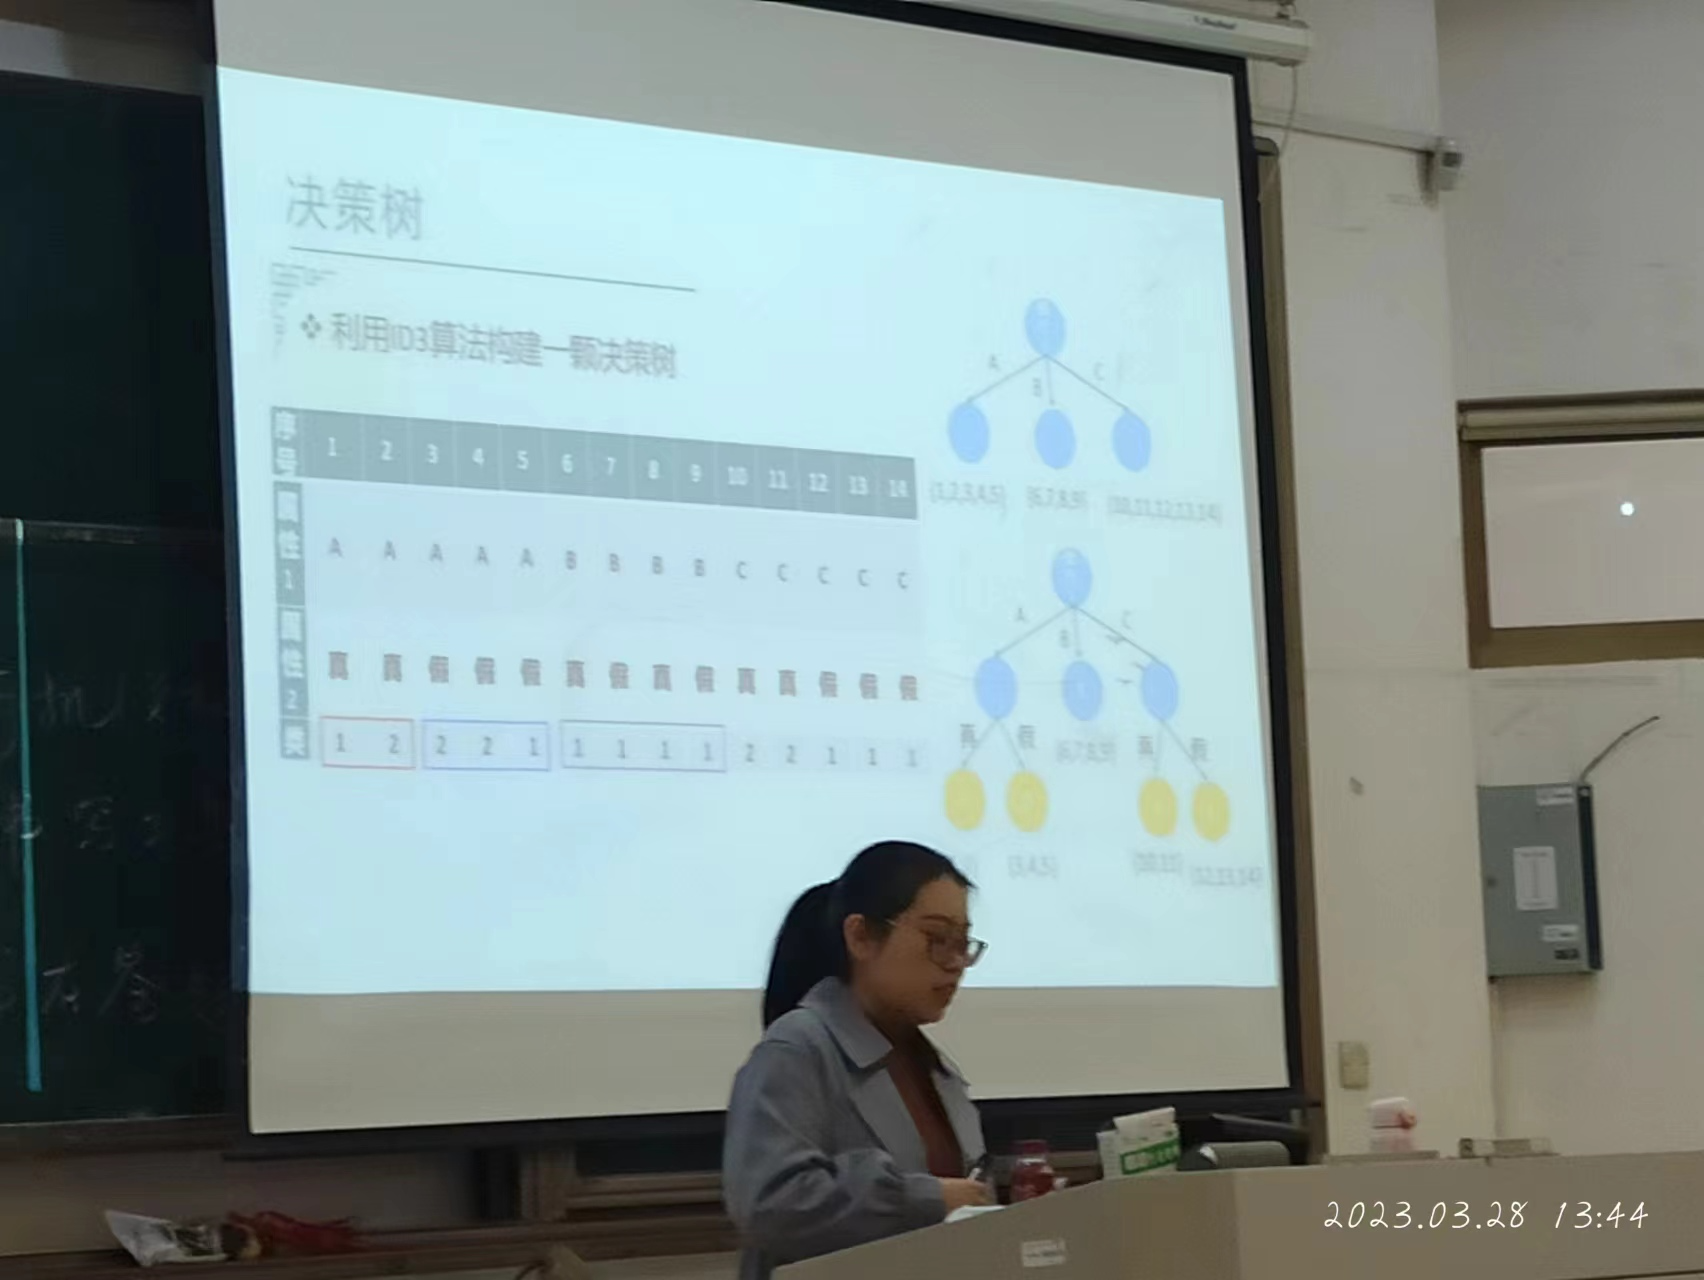 决策树
❖ 利用ID3算法构建一颗决策树
序号 1 2 3 4 5 6 7 8 9 10 11 12 13 14
属性1 A A A A A B B B B C C C C C
属性2 真 真 假 假 假 真 假 真 假 真 真 假 假 假
类 1 2 2 2 1 1 1 1 1 2 2 1 1 1
A B C
{1,2,3,4,5} {6,7,8,9} {10,11,12,13,14}
A B C
真 假 {6,7,8,9} 真 假
{3,4,5} {10,11} {12,13,14}
2023.03.28 13:44